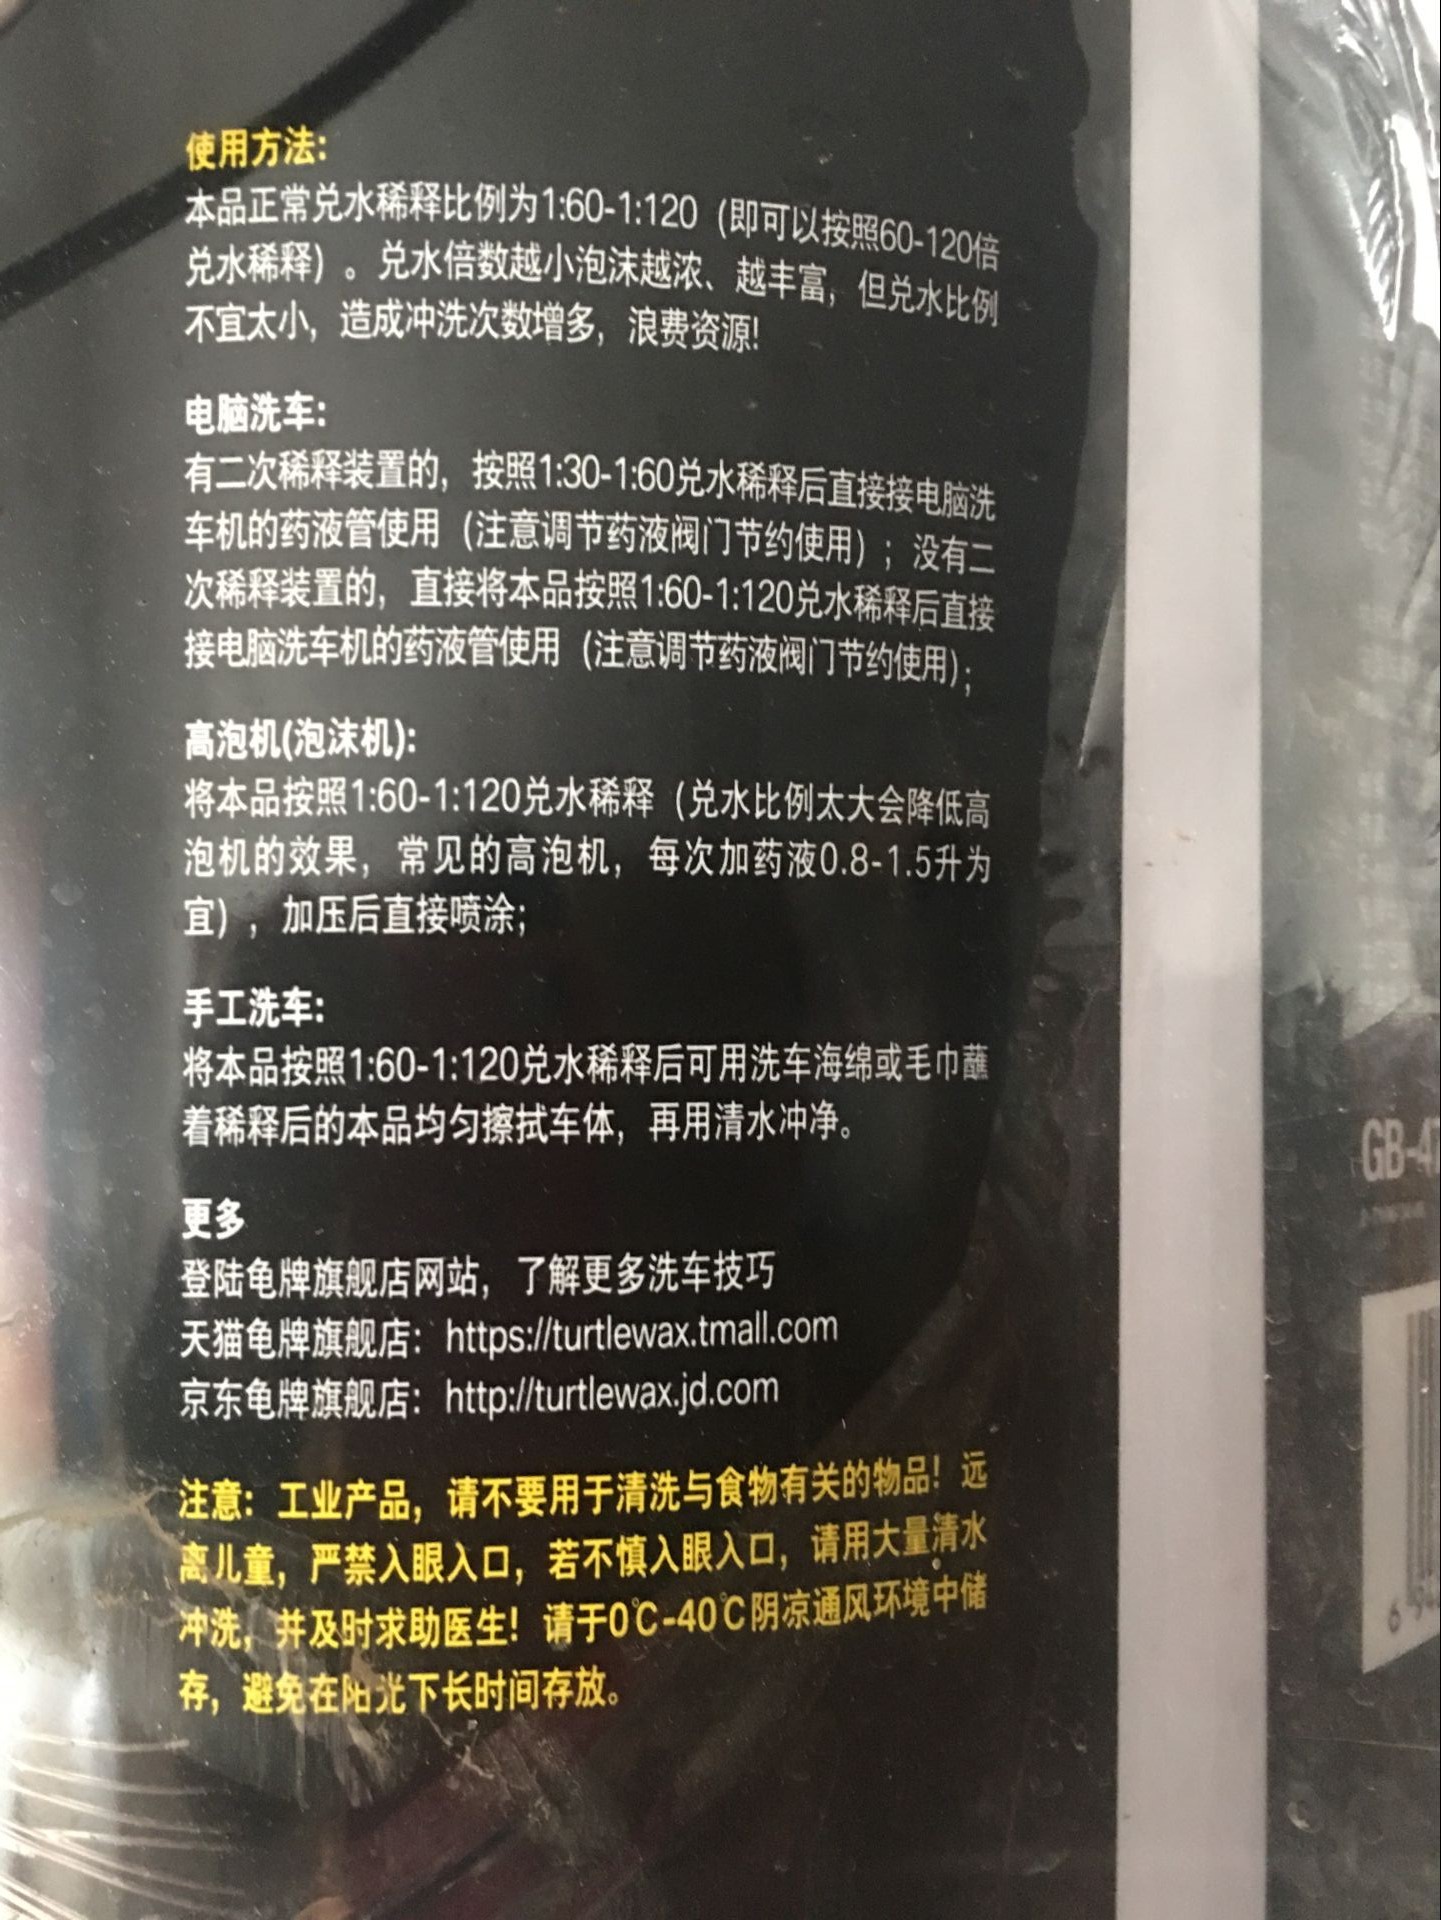 使用方法:
本品正常兑水稀释比例为1:60-1:120（即可以按照60-120倍
兑水稀释）。兑水倍数越小泡沫越浓、越丰富，但兑水比例
不宜太小，造成冲洗次数增多，浪费资源!
电脑洗车:
有二次稀释装置的，按照1:30-1:60兑水稀释后直接接电脑洗
车机的药液管使用（注意调节药液阀门节约使用）；没有二
次稀释装置的，直接将本品按照1:60-1:120兑水稀释后直接
接电脑洗车机的药液管使用（注意调节药液阀门节约使用）;
高泡机(泡沫机):
将本品按照1:60-1:120兑水稀释（兑水比例太大会降低高
泡机的效果，常见的高泡机，每次加药液0.8-1.5升为
宜），加压后直接喷涂;
手工洗车:
将本品按照1:60-1:120兑水稀释后可用洗车海绵或毛巾蘸
着稀释后的本品均匀擦拭车体，再用清水冲净。
更多
登陆龟牌旗舰店网站，了解更多洗车技巧
天猫龟牌旗舰店：https://turtlewax.tmall.com
京东龟牌旗舰店：http://turtlewax.jd.com
注意：工业产品，请不要用于清洗与食物有关的物品！远
离儿童，严禁入眼入口，若不慎入眼入口，请用大量清水
冲洗，并及时求助医生！请于0℃-40℃阴凉通风环境中储
存，避免在阳光下长时间存放。
GB-47
6